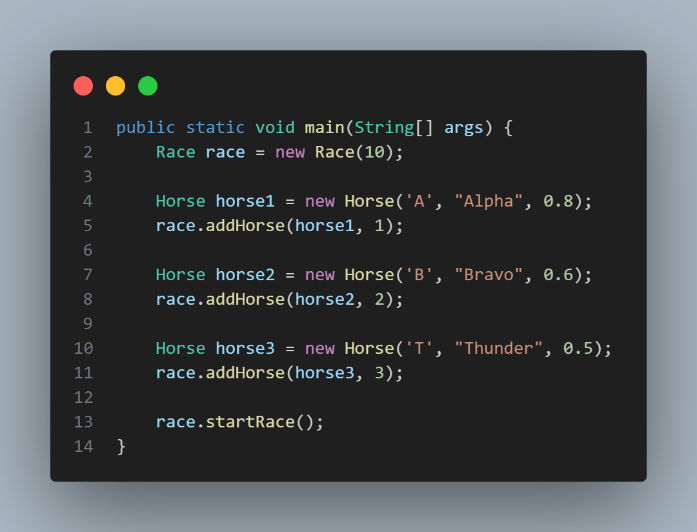 1 public static void main(String[] args) {
2     Race race = new Race(10);
3
4     Horse horse1 = new Horse('A', "Alpha", 0.8);
5     race.addHorse(horse1, 1);
6
7     Horse horse2 = new Horse('B', "Bravo", 0.6);
8     race.addHorse(horse2, 2);
9
10     Horse horse3 = new Horse('T', "Thunder", 0.5);
11     race.addHorse(horse3, 3);
12
13     race.startRace();
14 }